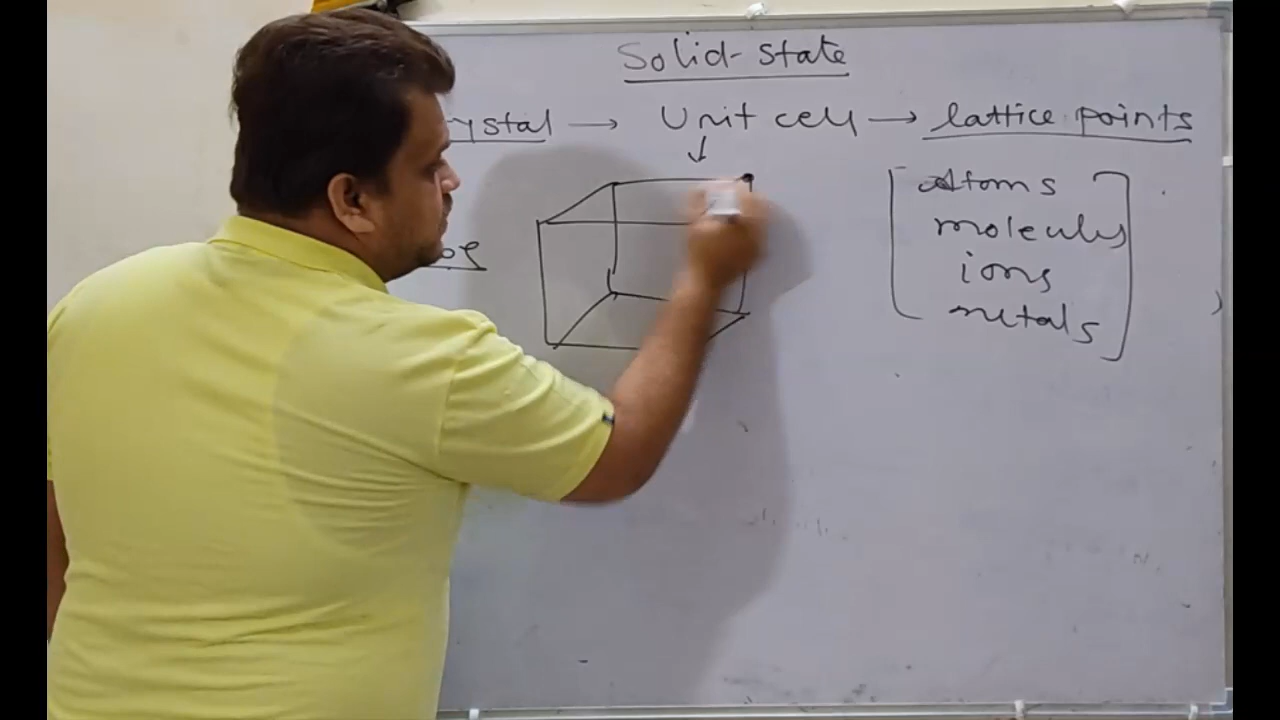 Solid-State
ystal → Unit cell → lattice points
↓
Atoms
molecules
ions
metals